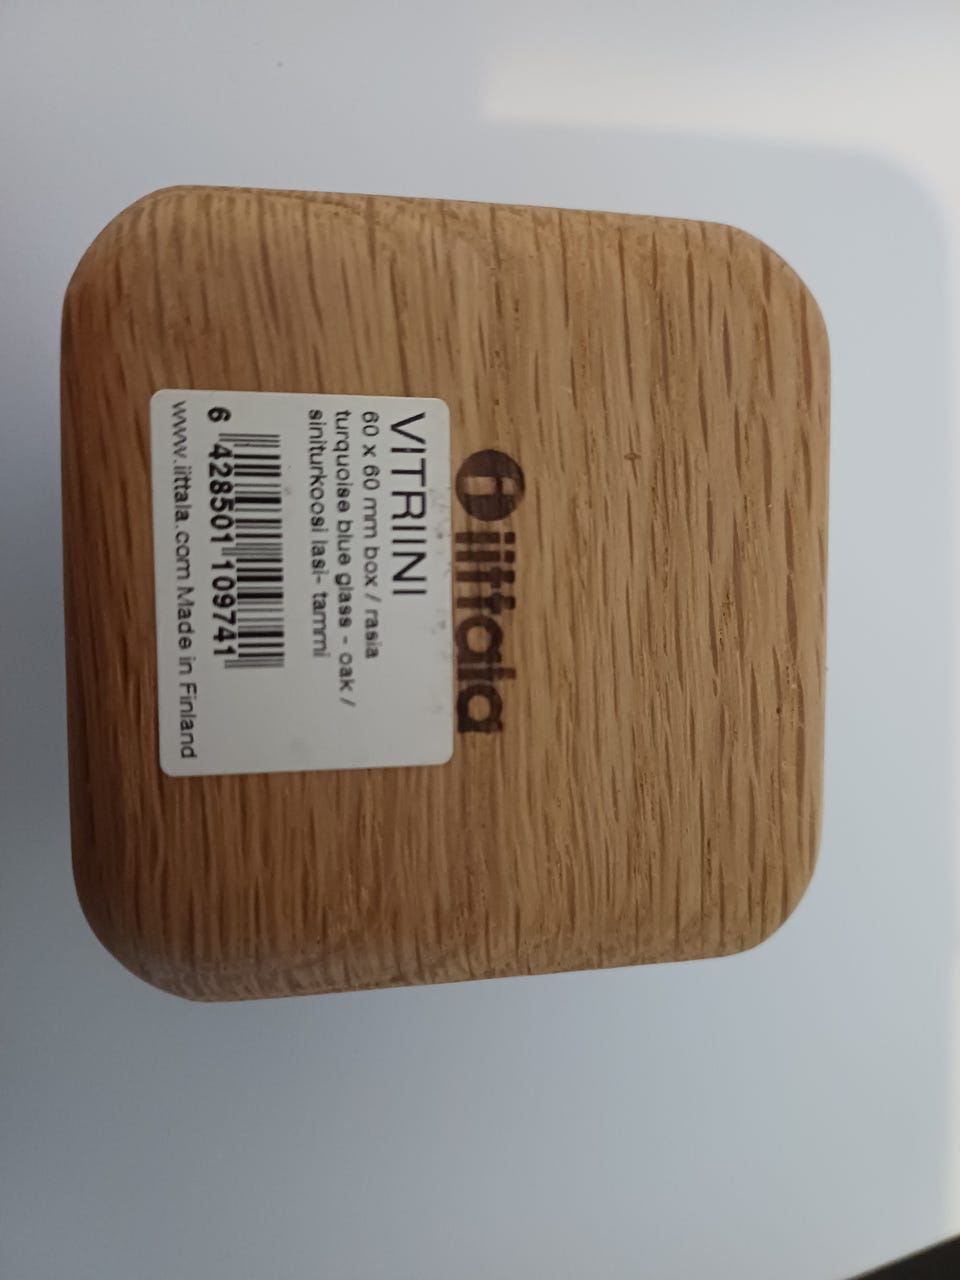 iittala
VITRIINI
60 x 60 mm box / rasia
turquoise blue glass - oak /
siniturkoosi lasi- tammi
6 428501 109741
www.iittala.com Made in Finland